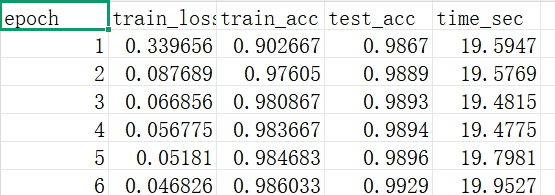 epoch train_loss train_acc test_acc time_sec
1 0.339656 0.902667 0.9867 19.5947
2 0.087689 0.97605 0.9889 19.5769
3 0.066856 0.980867 0.9893 19.4815
4 0.056775 0.983667 0.9894 19.4775
5 0.05181 0.984683 0.9896 19.7981
6 0.046826 0.986033 0.9929 19.9527